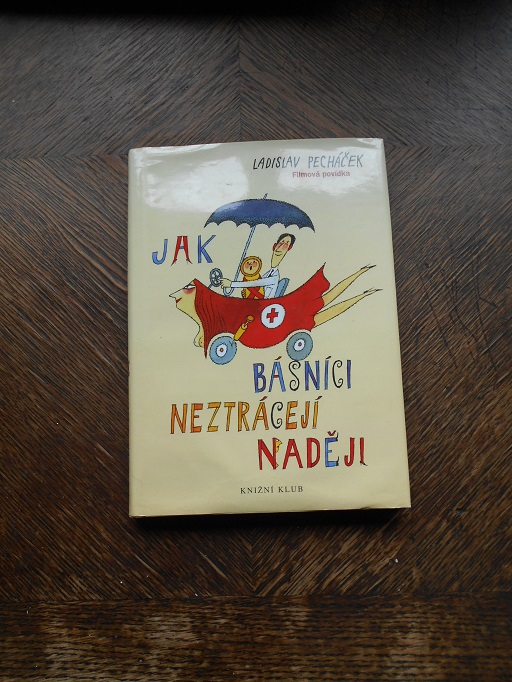 LADISLAV PECHÁČEK
Filmová povídka
JAK
BÁSNÍCI
NEZTRÁCEJÍ
NADĚJI
KNIŽNÍ KLUB